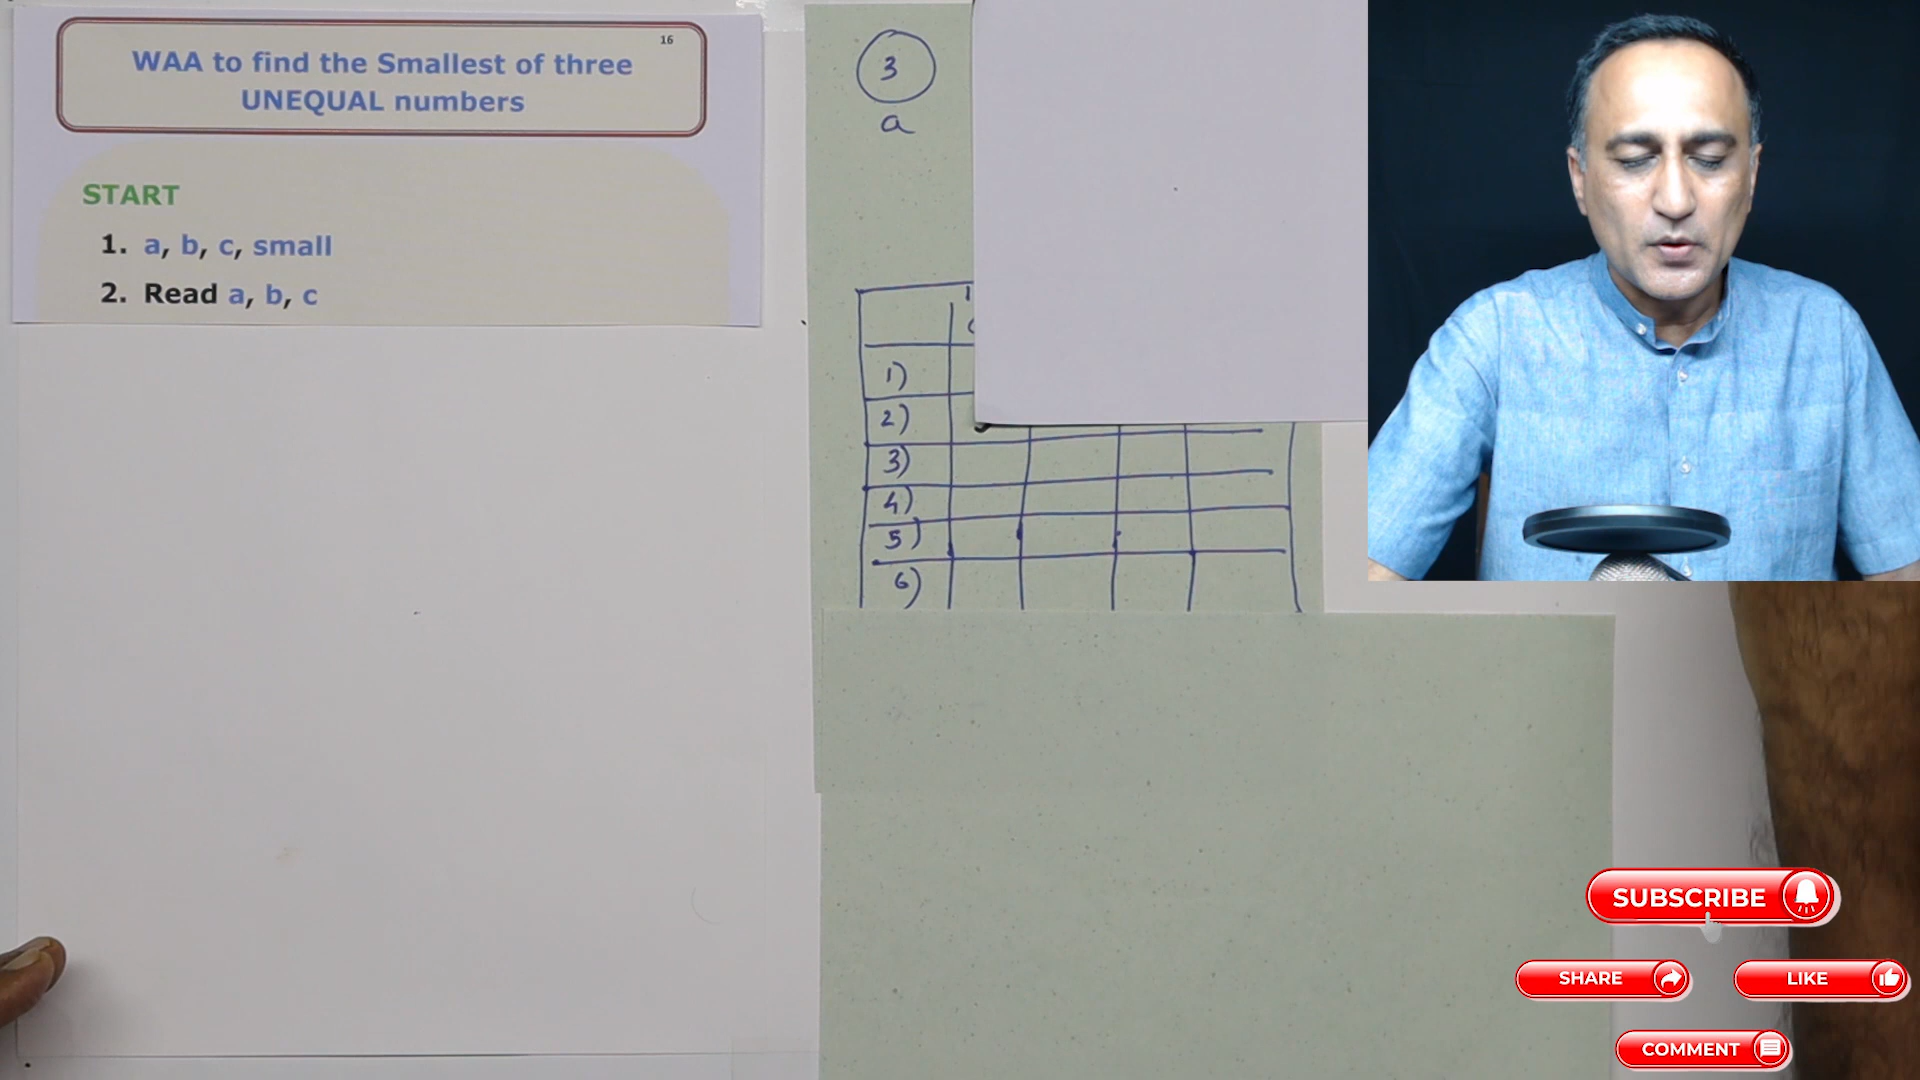 16
WAA to find the Smallest of three
UNEQUAL numbers
START
1. a, b, c, small
2. Read a, b, c
3
a
1)
2)
3)
4)
5)
6)
SUBSCRIBE
SHARE
LIKE
COMMENT